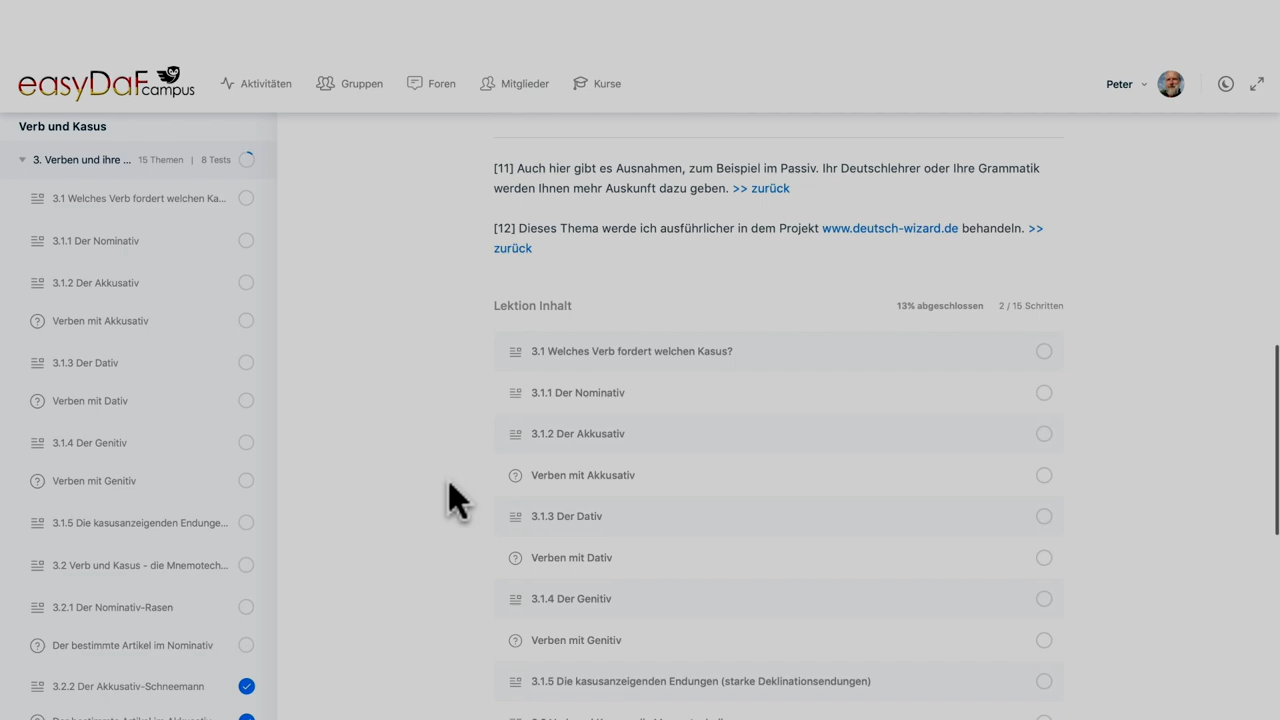 easyDaF campus
Aktivitäten
Gruppen
Foren
Mitglieder
Kurse
Peter
Verb und Kasus
3. Verben und ihre ... 15 Themen | 8 Tests
3.1 Welches Verb fordert welchen Ka...
3.1.1 Der Nominativ
3.1.2 Der Akkusativ
Verben mit Akkusativ
3.1.3 Der Dativ
Verben mit Dativ
3.1.4 Der Genitiv
Verben mit Genitiv
3.1.5 Die kasusanzeigenden Endunge...
3.2 Verb und Kasus - die Mnemotech...
3.2.1 Der Nominativ-Rasen
Der bestimmte Artikel im Nominativ
3.2.2 Der Akkusativ-Schneemann
[11] Auch hier gibt es Ausnahmen, zum Beispiel im Passiv. Ihr Deutschlehrer oder Ihre Grammatik
werden Ihnen mehr Auskunft dazu geben. >> zurück
[12] Dieses Thema werde ich ausführlicher in dem Projekt www.deutsch-wizard.de behandeln. >>
zurück
Lektion Inhalt 13% abgeschlossen 2 / 15 Schritten
3.1 Welches Verb fordert welchen Kasus?
3.1.1 Der Nominativ
3.1.2 Der Akkusativ
Verben mit Akkusativ
3.1.3 Der Dativ
Verben mit Dativ
3.1.4 Der Genitiv
Verben mit Genitiv
3.1.5 Die kasusanzeigenden Endungen (starke Deklinationsendungen)